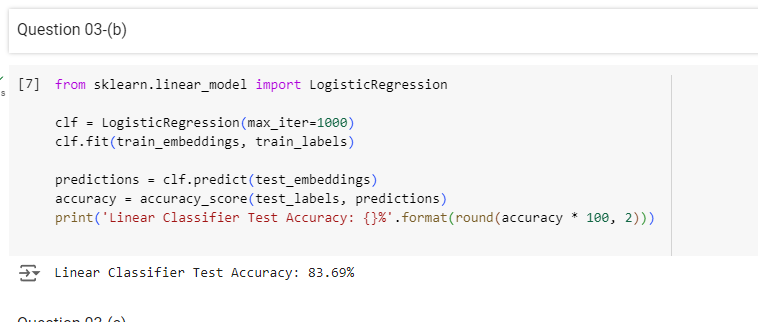 Question 03-(b)
[7] from sklearn.linear_model import LogisticRegression
clf = LogisticRegression(max_iter=1000)
clf.fit(train_embeddings, train_labels)
predictions = clf.predict(test_embeddings)
accuracy = accuracy_score(test_labels, predictions)
print('Linear Classifier Test Accuracy: {}%'.format(round(accuracy * 100, 2)))
s
Linear Classifier Test Accuracy: 83.69%